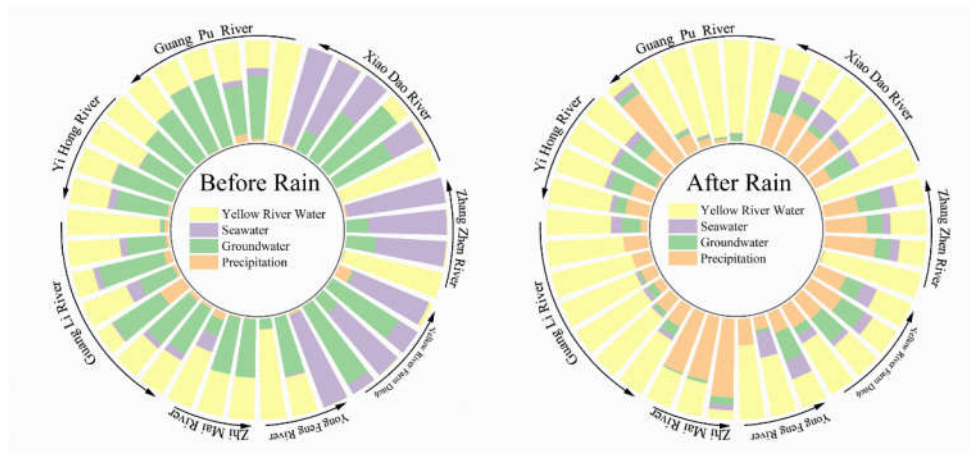 Guang Pu River
Xiao Dao River
Yi Hong River
Zhang Zhen River
Guang Li River
Yellow River Farm Ditch
Zhi Mai River
Yong Feng River
Before Rain
Yellow River Water
Seawater
Groundwater
Precipitation
Guang Pu River
Xiao Dao River
Yi Hong River
Zhang Zhen River
Guang Li River
Yellow River Farm Ditch
Zhi Mai River
Yong Feng River
After Rain
Yellow River Water
Seawater
Groundwater
Precipitation